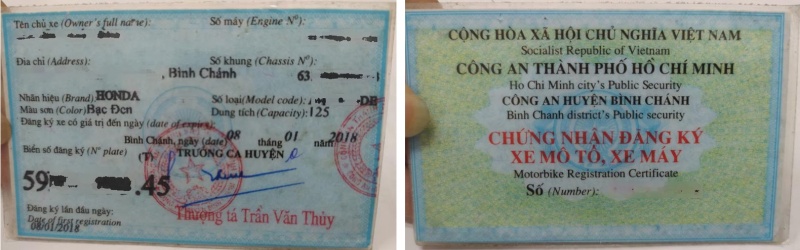 Tên chủ xe (Owner's full name):
Số máy (Engine Nº):
Địa chỉ (Address):
Số khung (Chassis Nº):
, Bình Chánh
63
Nhãn hiệu (Brand): HONDA
Số loại (Model code):
Màu sơn (Color) Bạc Đen
Dung tích (Capacity): 125
Đăng ký xe có giá trị đến ngày (date of expire):
Bình Chánh, ngày (date) 08 tháng 01 năm 2018
Biển số đăng ký (Nº plate)
TRƯỞNG CA HUYỆN
59 .45
Thượng tá Trần Văn Thủy
Đăng ký lần đầu ngày:
Date of first registration
08/01/2018
CỘNG HÒA XÃ HỘI CHỦ NGHĨA VIỆT NAM
Socialist Republic of Vietnam
CÔNG AN THÀNH PHỐ HỒ CHÍ MINH
Ho Chi Minh city's Public Security
CÔNG AN HUYỆN BÌNH CHÁNH
Binh Chanh district's Public security
CHỨNG NHẬN ĐĂNG KÝ
XE MÔ TÔ, XE MÁY
Motorbike Registration Certificate
Số (Number):